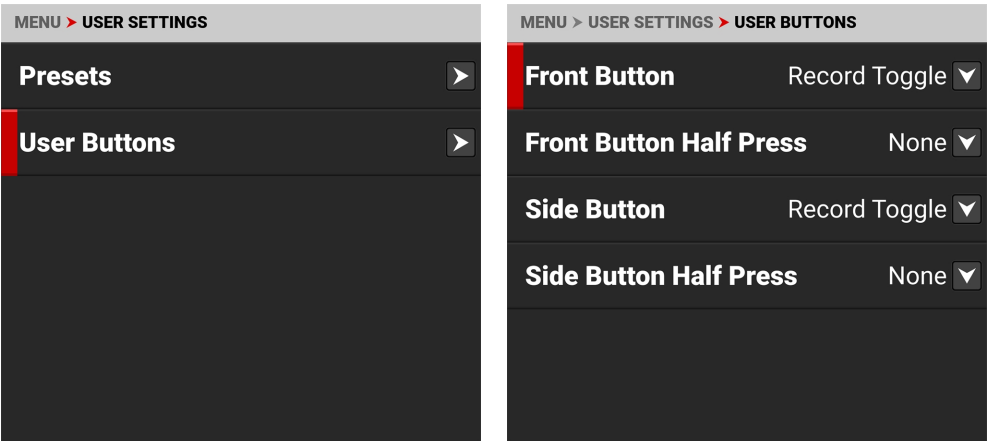 MENU > USER SETTINGS
Presets
User Buttons
MENU > USER SETTINGS > USER BUTTONS
Front Button Record Toggle
Front Button Half Press None
Side Button Record Toggle
Side Button Half Press None